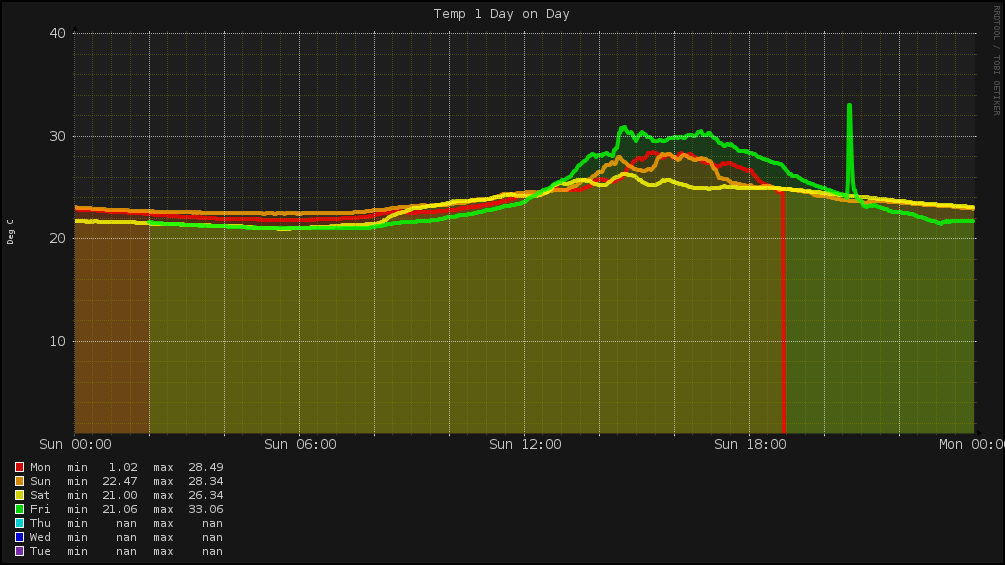 Temp 1 Day on Day
RRDTOOL / TOBI OETIKER
40
30
20
10
Deg C
Sun 00:00 Sun 06:00 Sun 12:00 Sun 18:00 Mon 00:00
Mon min 1.02 max 28.49
Sun min 22.47 max 28.34
Sat min 21.00 max 26.34
Fri min 21.06 max 33.06
Thu min nan max nan
Wed min nan max nan
Tue min nan max nan